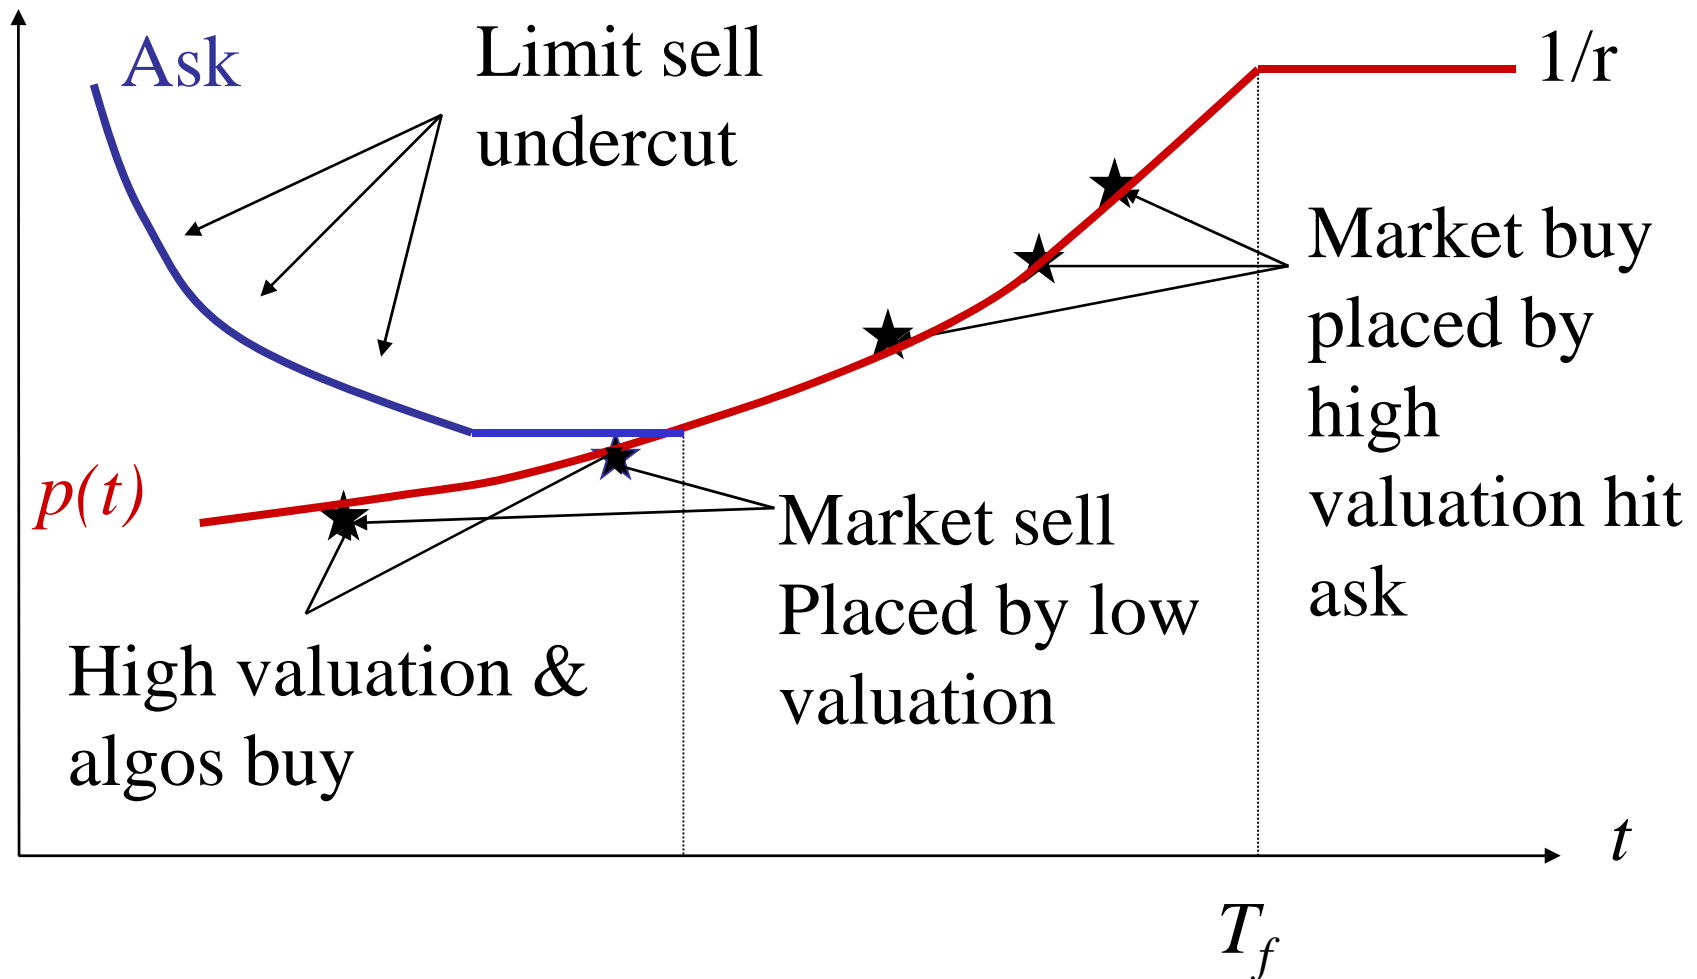 Ask
Limit sell
undercut
1/r
Market buy
placed by
high
valuation hit
ask
p(t)
Market sell
Placed by low
valuation
High valuation &
algos buy
t
T_f